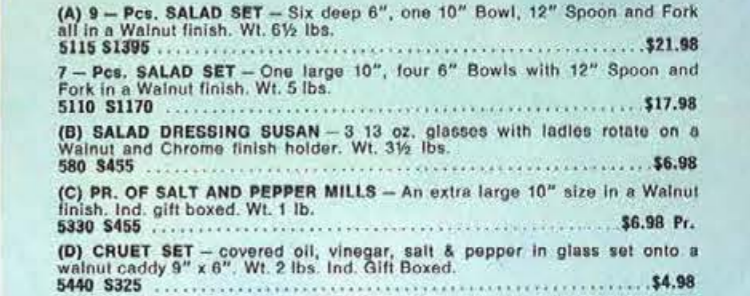 (A) 9 – Pcs. SALAD SET – Six deep 6", one 10" Bowl, 12" Spoon and Fork
all in a Walnut finish. Wt. 6½ lbs.
5115 S1395 ........................................................ $21.98
7 – Pcs. SALAD SET – One large 10", four 6" Bowls with 12" Spoon and
Fork in a Walnut finish. Wt. 5 lbs.
5110 S1170 ........................................................ $17.98
(B) SALAD DRESSING SUSAN – 3 13 oz. glasses with ladles rotate on a
Walnut and Chrome finish holder. Wt. 3½ lbs.
580 S455 ........................................................ $6.98
(C) PR. OF SALT AND PEPPER MILLS – An extra large 10" size in a Walnut
finish. Ind. gift boxed. Wt. 1 lb.
5330 S455 ........................................................ $6.98 Pr.
(D) CRUET SET – covered oil, vinegar, salt & pepper in glass set onto a
walnut caddy 9" x 6". Wt. 2 lbs. Ind. Gift Boxed.
5440 S325 ........................................................ $4.98